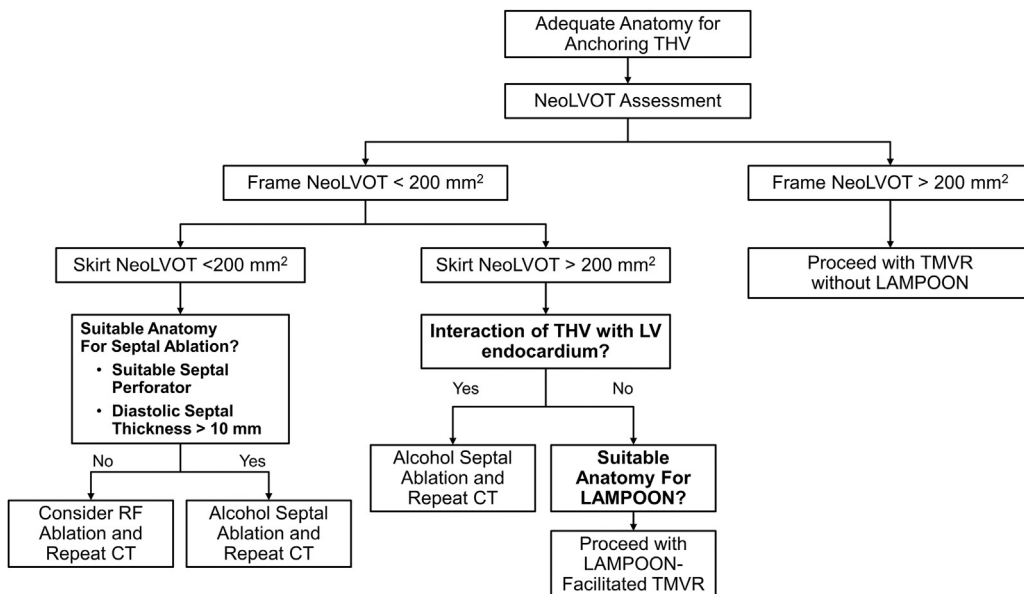 Adequate Anatomy for
Anchoring THV
NeoLVOT Assessment
Frame NeoLVOT < 200 mm²
Frame NeoLVOT > 200 mm²
Skirt NeoLVOT <200 mm²
Skirt NeoLVOT > 200 mm²
Proceed with TMVR
without LAMPOON
Suitable Anatomy
For Septal Ablation?
• Suitable Septal
Perforator
• Diastolic Septal
Thickness > 10 mm
Interaction of THV with LV
endocardium?
Yes
No
No
Yes
Consider RF
Ablation and
Repeat CT
Alcohol Septal
Ablation and
Repeat CT
Alcohol Septal
Ablation and
Repeat CT
Suitable
Anatomy For
LAMPOON?
Proceed with
LAMPOON-
Facilitated TMVR